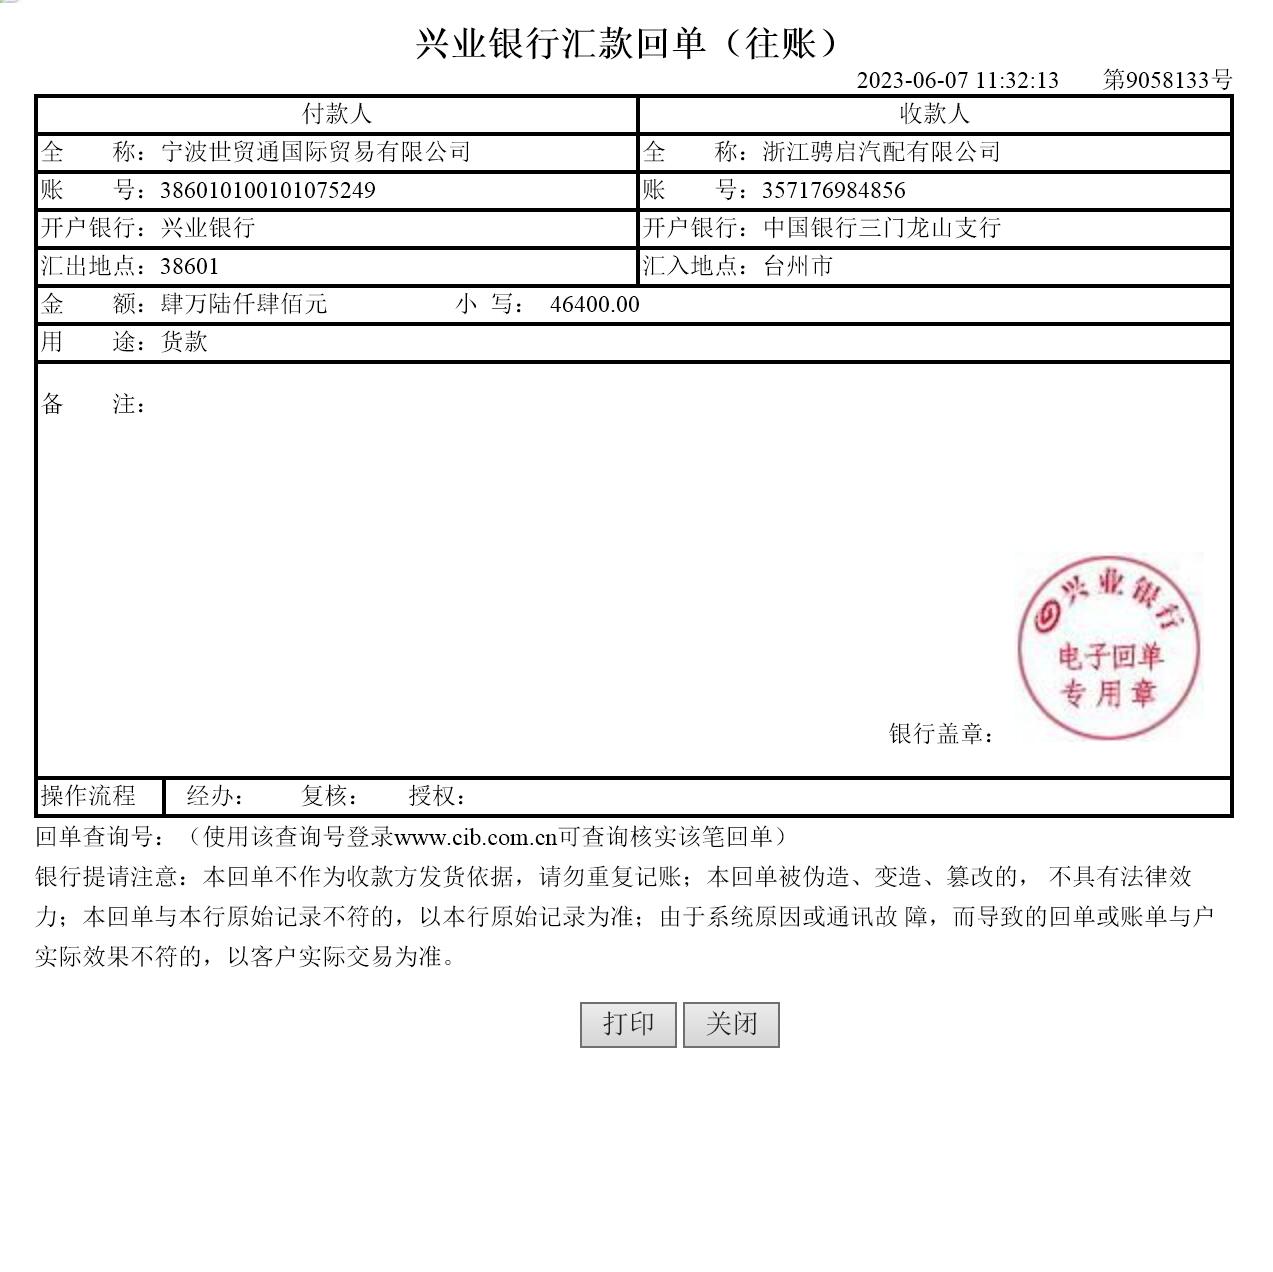 兴业银行汇款回单（往账）
2023-06-07 11:32:13 第9058133号
付款人 收款人
全 称：宁波世贸通国际贸易有限公司 全 称：浙江骋启汽配有限公司
账 号：386010100101075249 账 号：357176984856
开户银行：兴业银行 开户银行：中国银行三门龙山支行
汇出地点：38601 汇入地点：台州市
金 额：肆万陆仟肆佰元 小 写： 46400.00
用 途：货款
备 注：
兴业银行
电子回单
专用章
银行盖章：
操作流程 经办： 复核： 授权：
回单查询号：（使用该查询号登录www.cib.com.cn可查询核实该笔回单）
银行提请注意：本回单不作为收款方发货依据，请勿重复记账；本回单被伪造、变造、篡改的， 不具有法律效
力；本回单与本行原始记录不符的，以本行原始记录为准；由于系统原因或通讯故 障，而导致的回单或账单与户
实际效果不符的，以客户实际交易为准。
打印 关闭